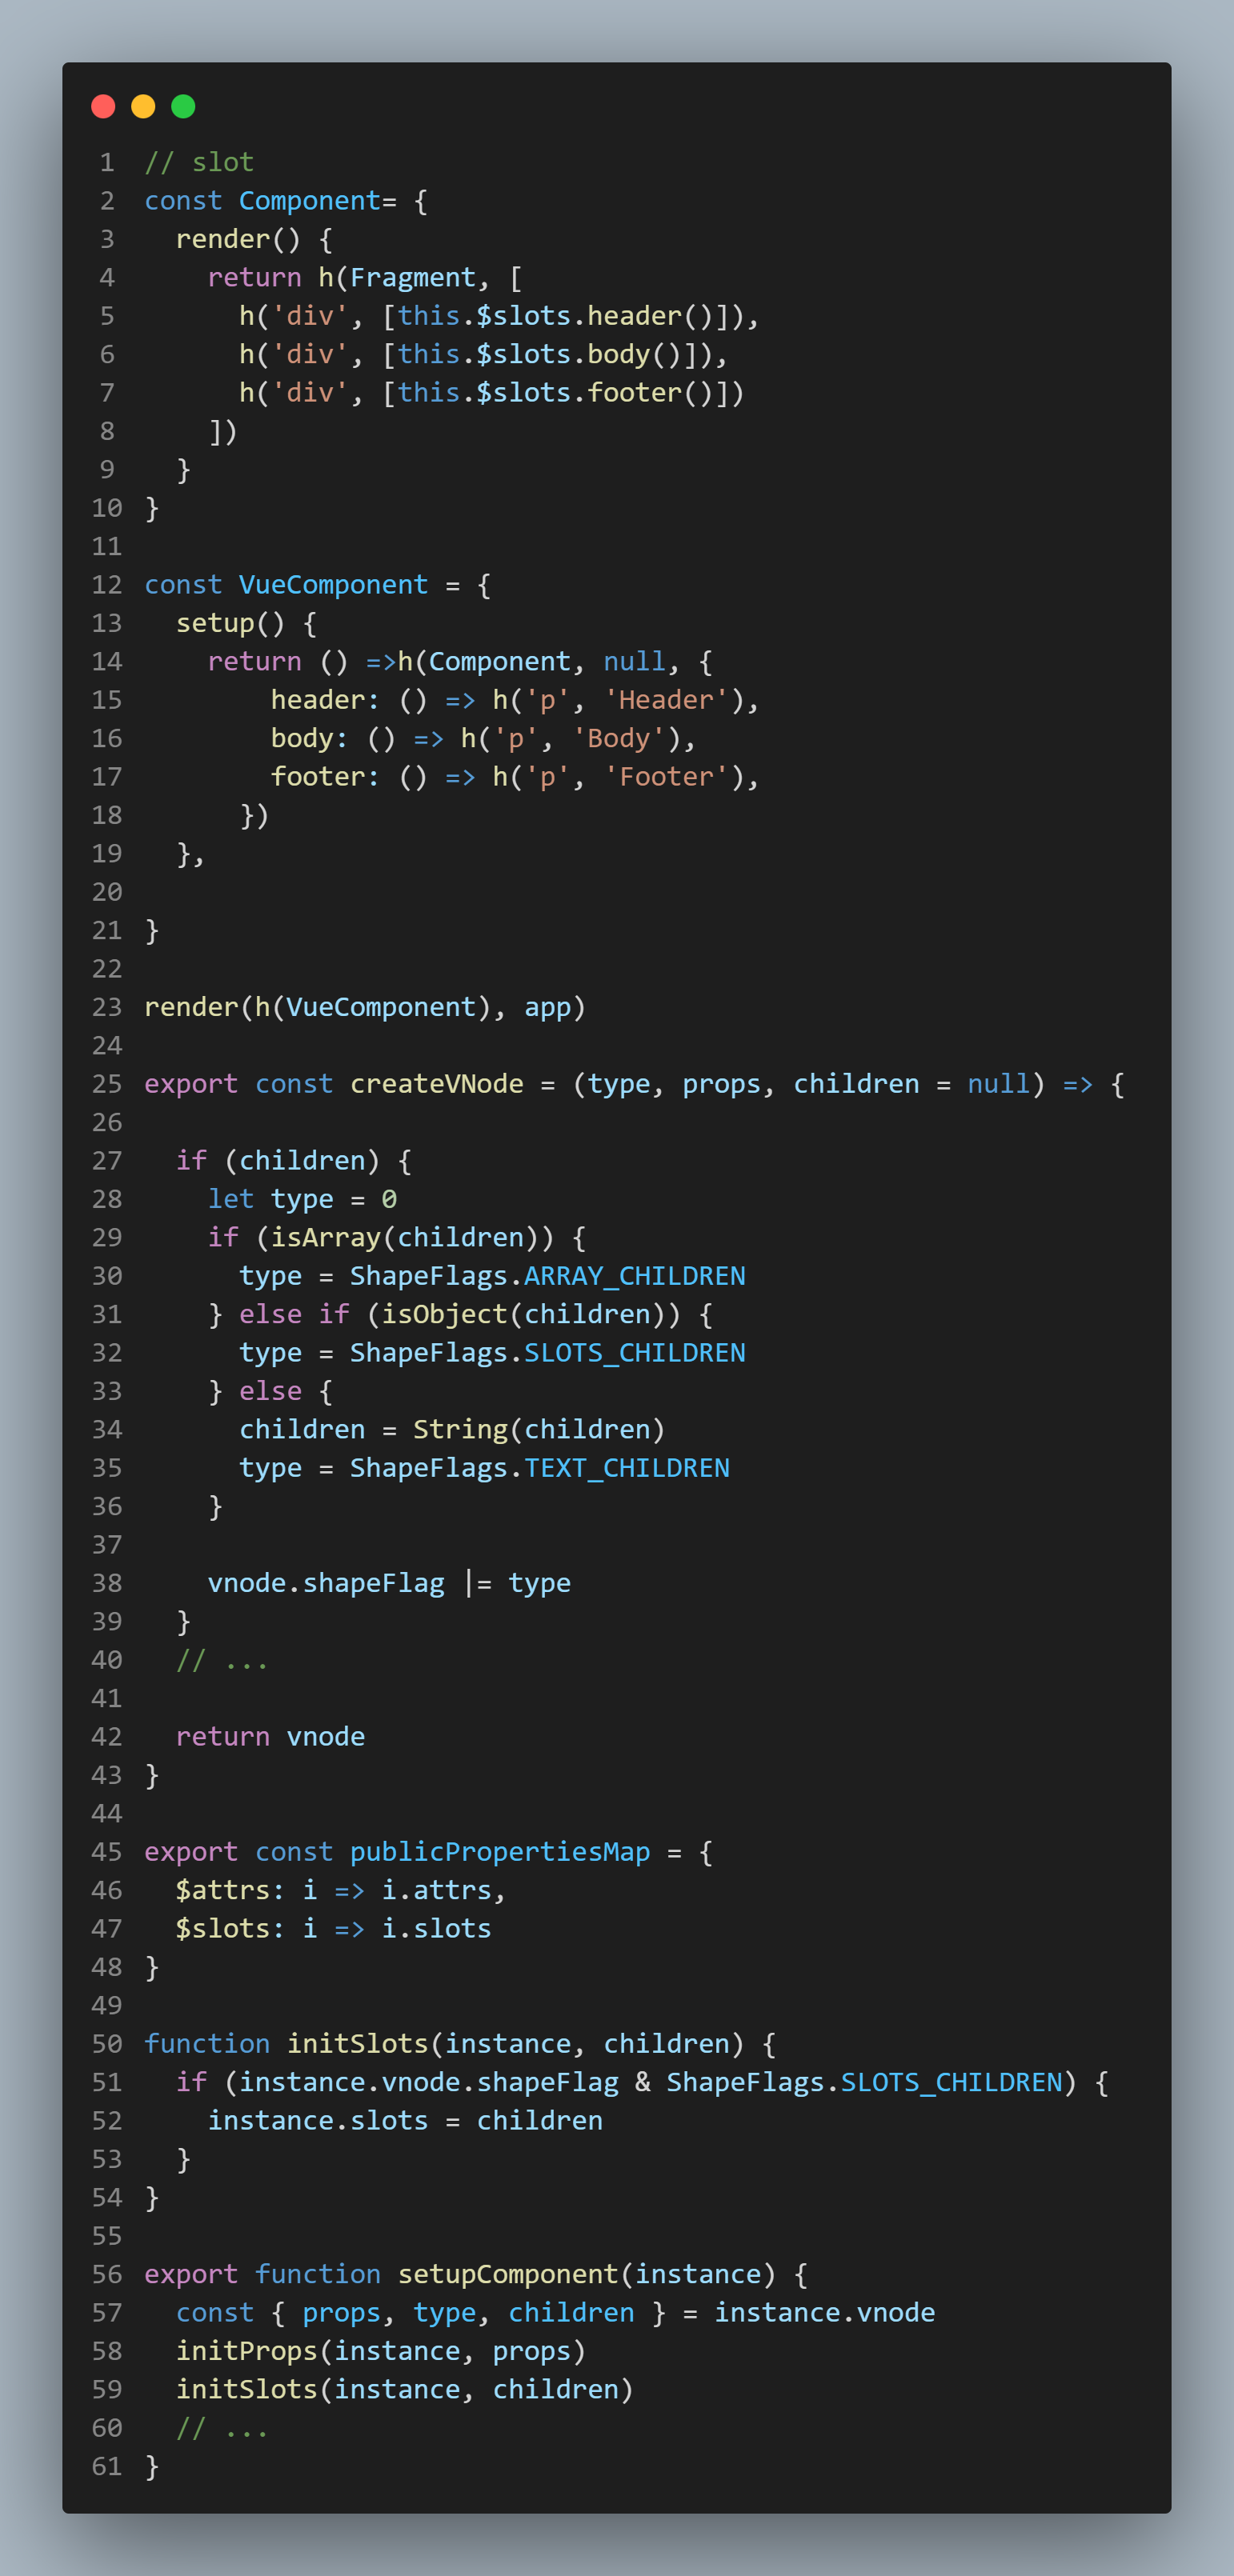 1 // slot
2 const Component= {
3   render() {
4     return h(Fragment, [
5       h('div', [this.$slots.header()]),
6       h('div', [this.$slots.body()]),
7       h('div', [this.$slots.footer()])
8     ])
9   }
10 }
11
12 const VueComponent = {
13   setup() {
14     return () =>h(Component, null, {
15         header: () => h('p', 'Header'),
16         body: () => h('p', 'Body'),
17         footer: () => h('p', 'Footer'),
18       })
19   },
20
21 }
22
23 render(h(VueComponent), app)
24
25 export const createVNode = (type, props, children = null) => {
26
27   if (children) {
28     let type = 0
29     if (isArray(children)) {
30       type = ShapeFlags.ARRAY_CHILDREN
31     } else if (isObject(children)) {
32       type = ShapeFlags.SLOTS_CHILDREN
33     } else {
34       children = String(children)
35       type = ShapeFlags.TEXT_CHILDREN
36     }
37
38     vnode.shapeFlag |= type
39   }
40   // ...
41
42   return vnode
43 }
44
45 export const publicPropertiesMap = {
46   $attrs: i => i.attrs,
47   $slots: i => i.slots
48 }
49
50 function initSlots(instance, children) {
51   if (instance.vnode.shapeFlag & ShapeFlags.SLOTS_CHILDREN) {
52     instance.slots = children
53   }
54 }
55
56 export function setupComponent(instance) {
57   const { props, type, children } = instance.vnode
58   initProps(instance, props)
59   initSlots(instance, children)
60   // ...
61 }